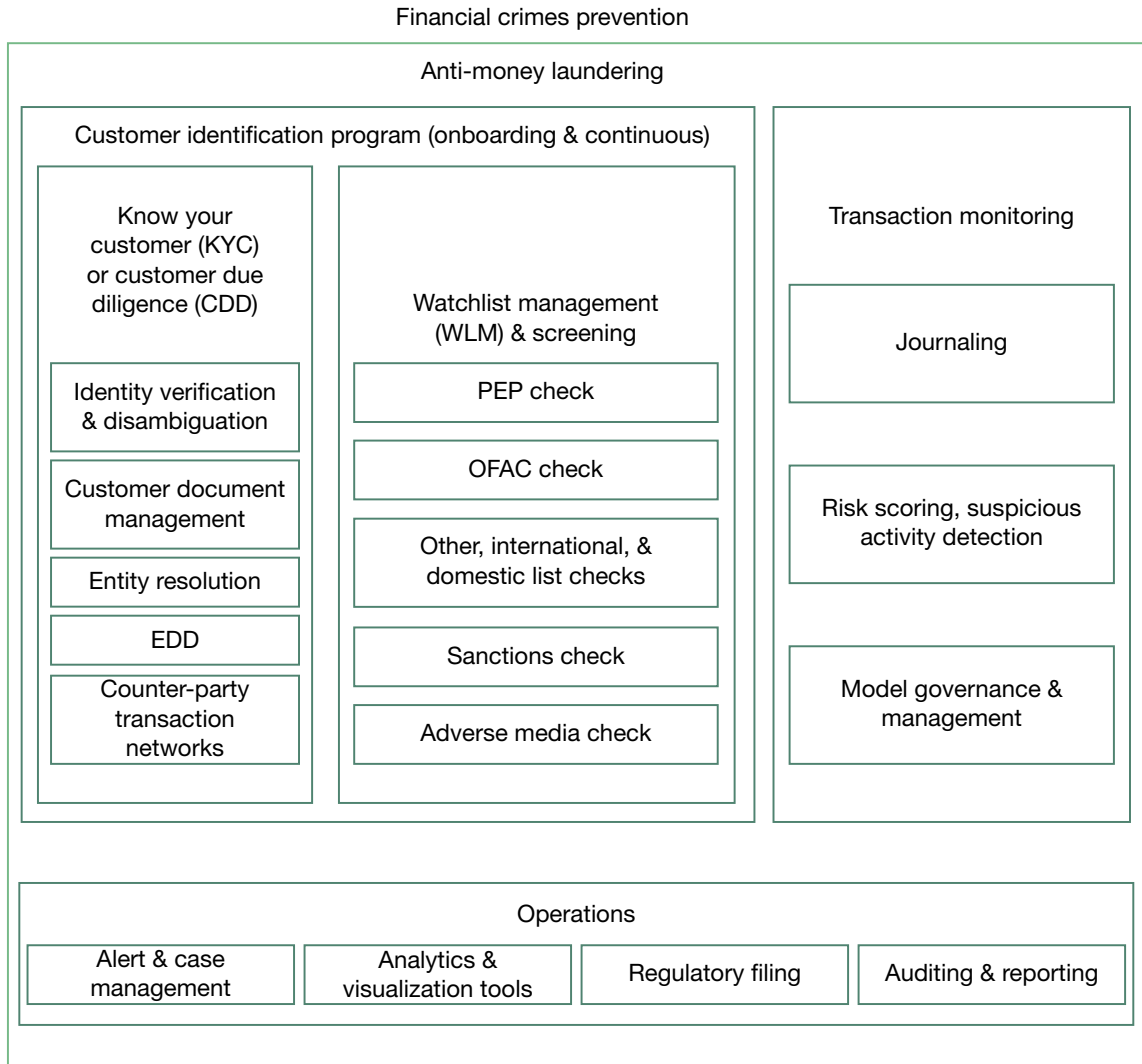 Financial crimes prevention
Anti-money laundering
Customer identification program (onboarding & continuous)
Know your
customer (KYC)
or customer due
diligence (CDD)
Identity verification
& disambiguation
Customer document
management
Entity resolution
EDD
Counter-party
transaction
networks
Watchlist management
(WLM) & screening
PEP check
OFAC check
Other, international, &
domestic list checks
Sanctions check
Adverse media check
Transaction monitoring
Journaling
Risk scoring, suspicious
activity detection
Model governance &
management
Operations
Alert & case
management
Analytics &
visualization tools
Regulatory filing
Auditing & reporting